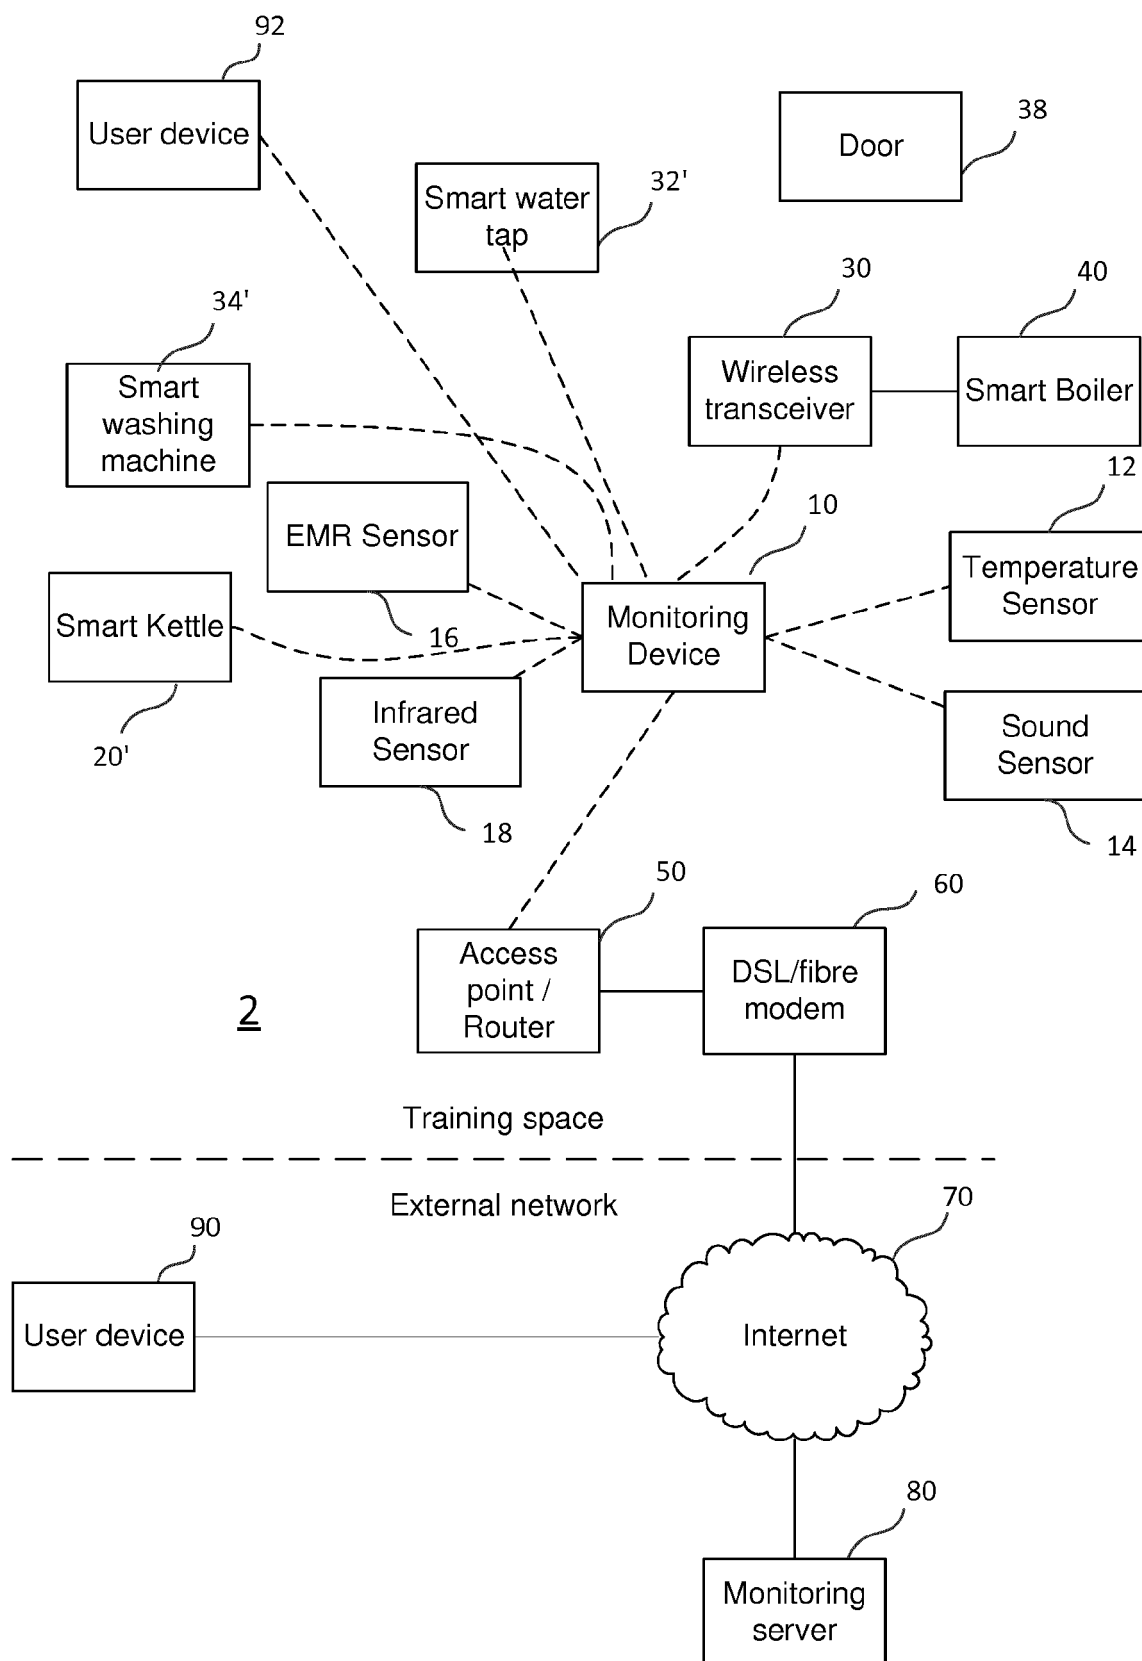 92
User device
38
Door
32'
Smart water
tap
30
40
34'
Wireless
transceiver
Smart Boiler
Smart
washing
machine
12
10
EMR Sensor
Temperature
Sensor
Smart Kettle
16
Monitoring
Device
Infrared
Sensor
Sound
Sensor
20'
18
14
50
60
Access
point /
Router
DSL/fibre
modem
2
Training space
External network
70
90
User device
Internet
80
Monitoring
server